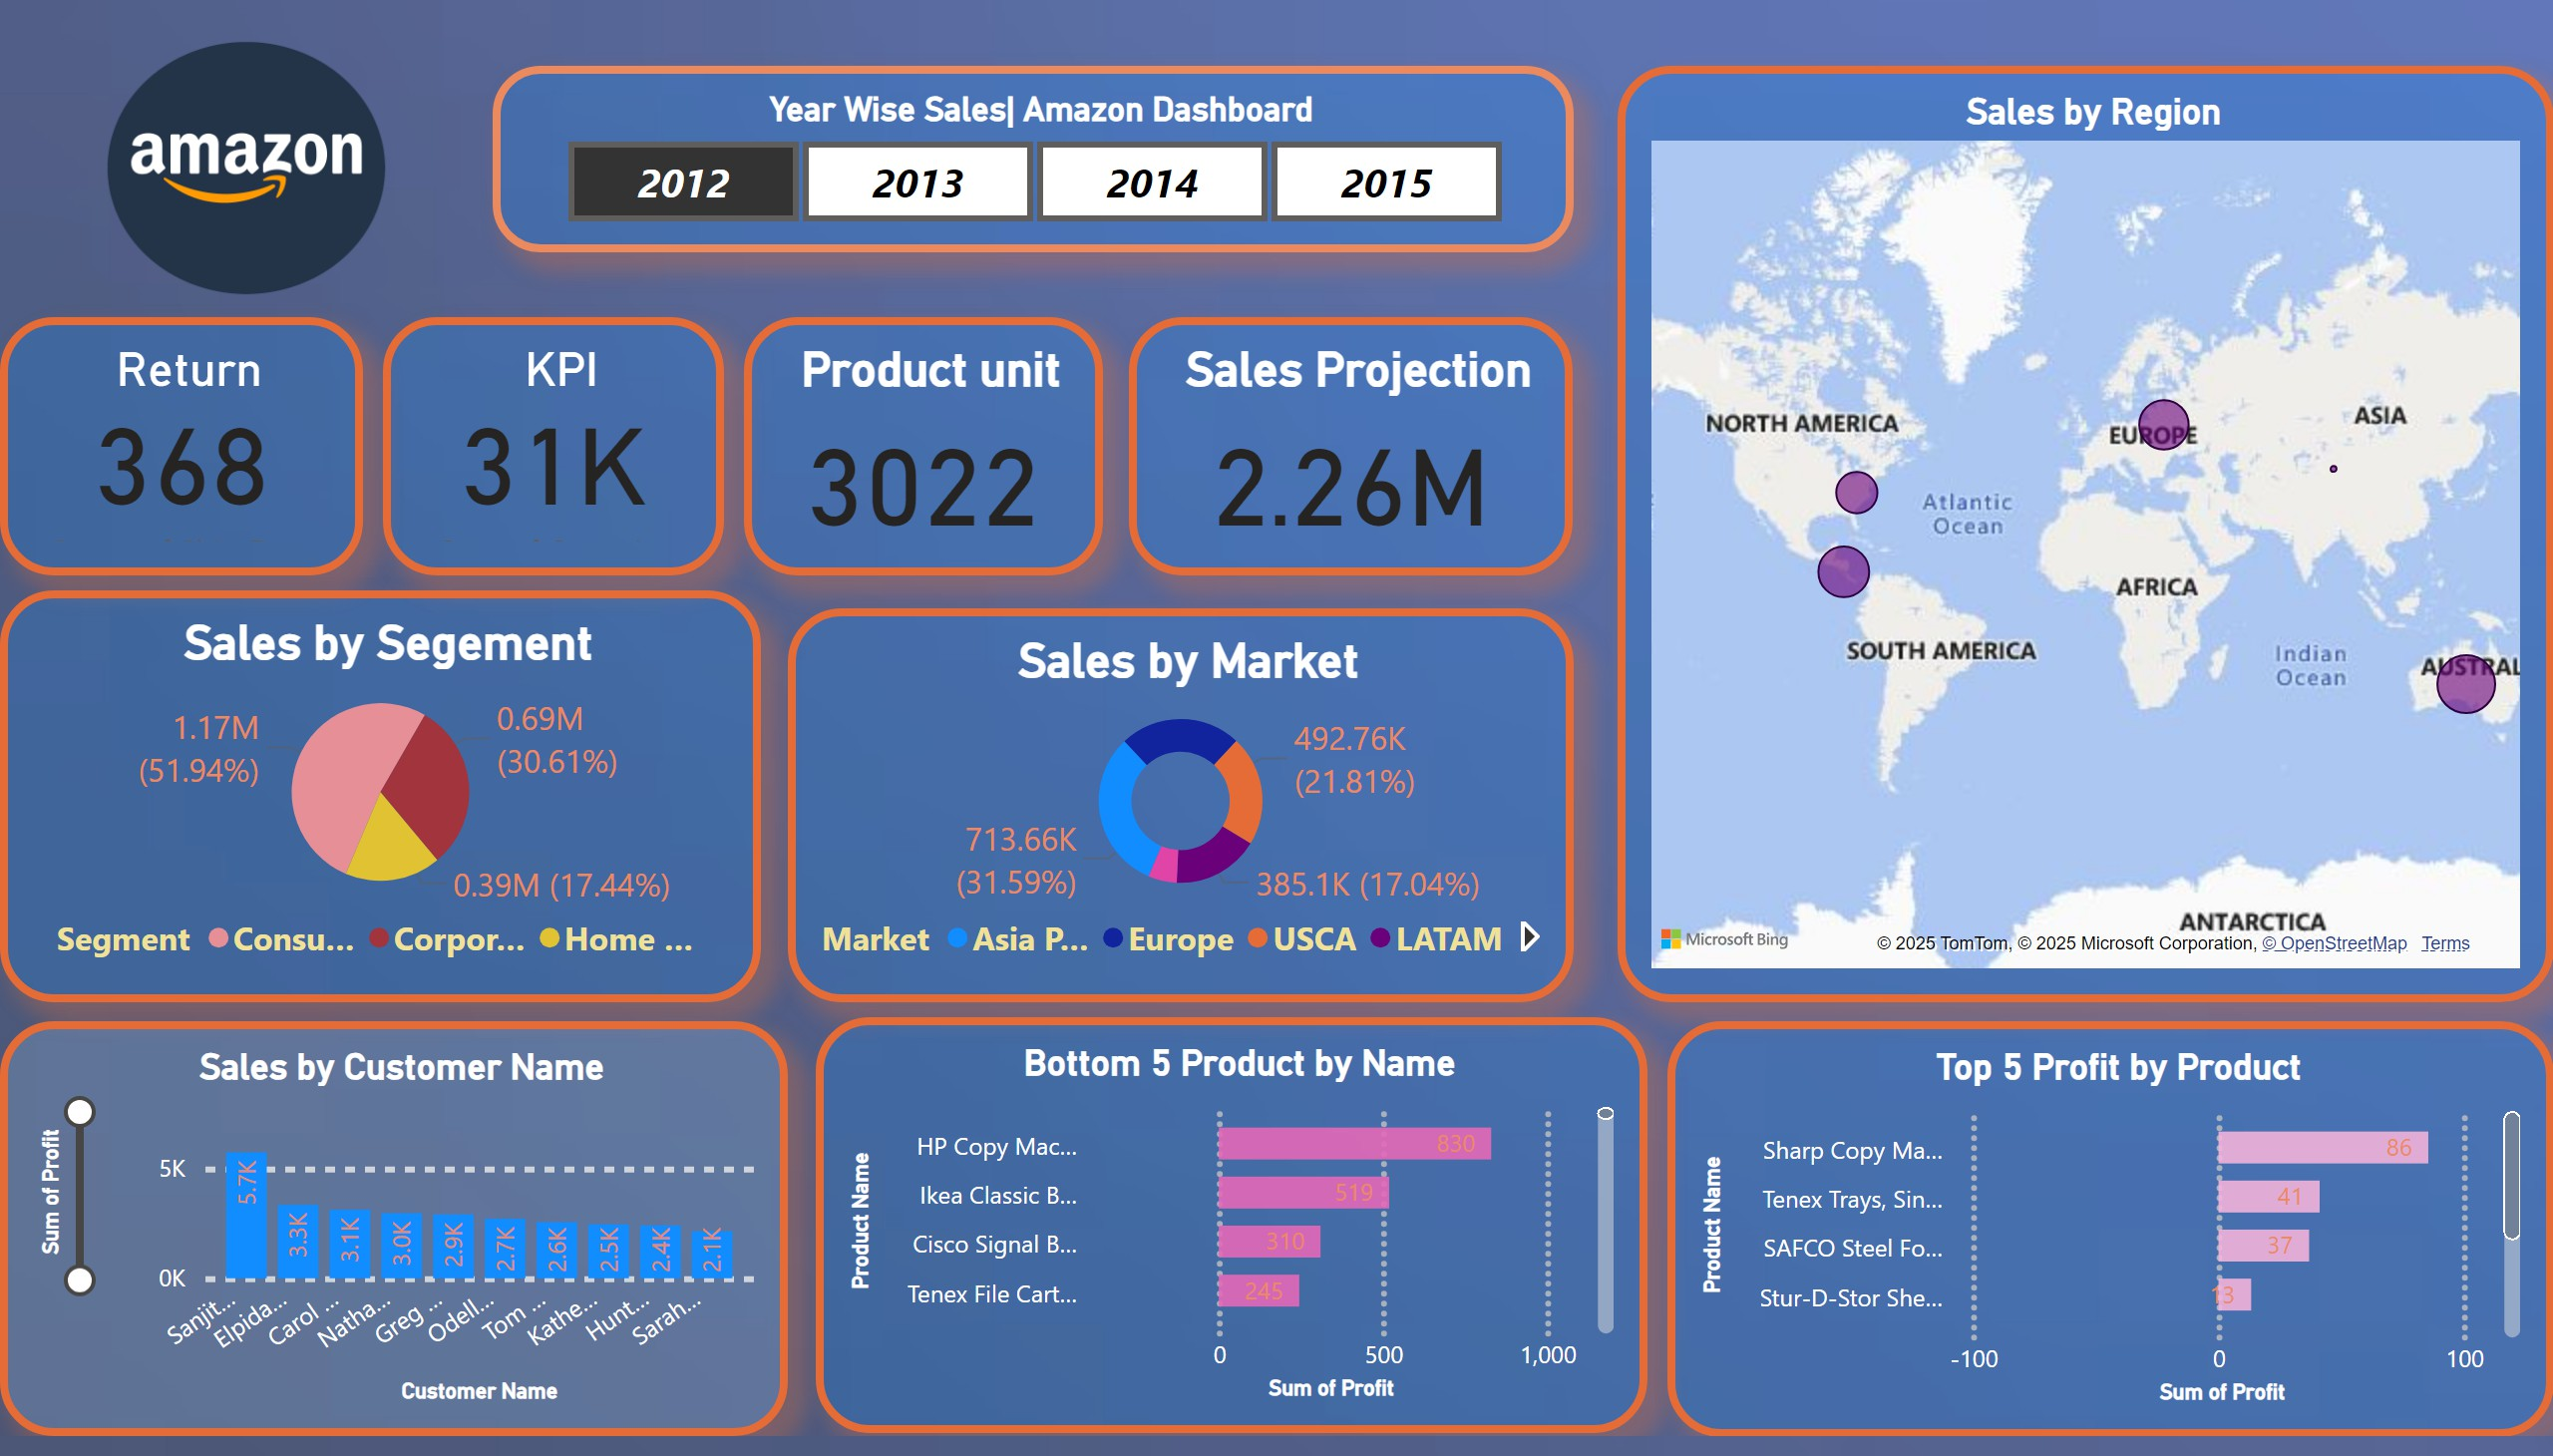 amazon
Year Wise Sales| Amazon Dashboard
2012 2013 2014 2015
Return
368
KPI
31K
Product unit
3022
Sales Projection
2.26M
Sales by Region
NORTH AMERICA
EUROPE
ASIA
Atlantic
Ocean
AFRICA
SOUTH AMERICA
Indian
Ocean
AUSTRAL
ANTARCTICA
Microsoft Bing
© 2025 TomTom, © 2025 Microsoft Corporation, © OpenStreetMap Terms
Sales by Segement
1.17M
(51.94%)
0.69M
(30.61%)
0.39M (17.44%)
Segment Consu... Corpor... Home ...
Sales by Market
492.76K
(21.81%)
713.66K
(31.59%)
385.1K (17.04%)
Market Asia P... Europe USCA LATAM
Sales by Customer Name
Sum of Profit
5K
0K
5.7K 3.3K 3.1K 3.0K 2.9K 2.7K 2.6K 2.5K 2.4K 2.1K
Sanjit... Elpida... Carol ... Natha... Greg ... Odell... Tom ... Kathe... Hunt... Sarah...
Customer Name
Bottom 5 Product by Name
Product Name
HP Copy Mac... 830
Ikea Classic B... 519
Cisco Signal B... 310
Tenex File Cart... 245
0 500 1,000
Sum of Profit
Top 5 Profit by Product
Product Name
Sharp Copy Ma... 86
Tenex Trays, Sin... 41
SAFCO Steel Fo... 37
Stur-D-Stor She... 13
-100 0 100
Sum of Profit